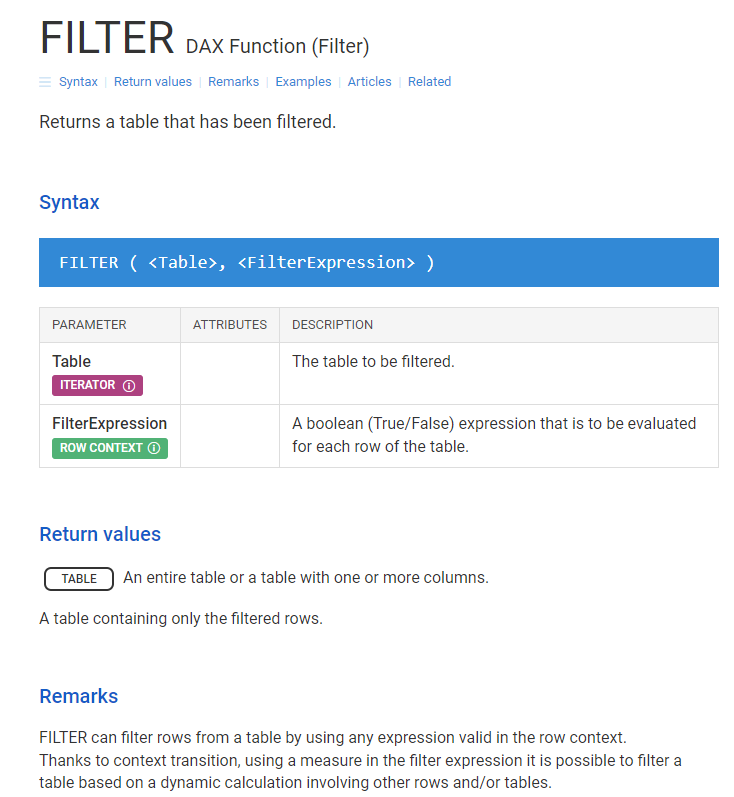 FILTER DAX Function (Filter)
Syntax | Return values | Remarks | Examples | Articles | Related
Returns a table that has been filtered.
Syntax
FILTER ( <Table>, <FilterExpression> )
PARAMETER ATTRIBUTES DESCRIPTION
Table The table to be filtered.
ITERATOR
FilterExpression A boolean (True/False) expression that is to be evaluated
ROW CONTEXT for each row of the table.
Return values
TABLE An entire table or a table with one or more columns.
A table containing only the filtered rows.
Remarks
FILTER can filter rows from a table by using any expression valid in the row context.
Thanks to context transition, using a measure in the filter expression it is possible to filter a
table based on a dynamic calculation involving other rows and/or tables.